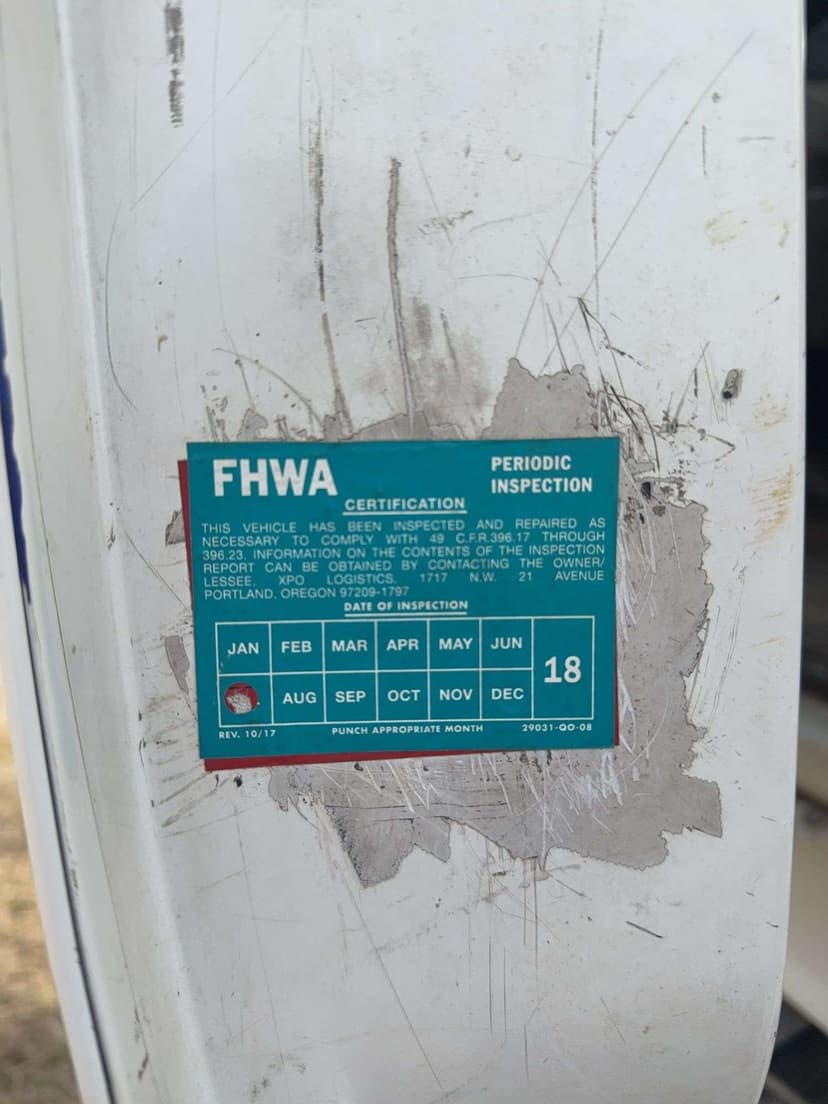 FHWA
PERIODIC
INSPECTION
CERTIFICATION
THIS VEHICLE HAS BEEN INSPECTED AND REPAIRED AS
NECESSARY TO COMPLY WITH 49 C.F.R.396.17 THROUGH
396.23. INFORMATION ON THE CONTENTS OF THE INSPECTION
REPORT CAN BE OBTAINED BY CONTACTING THE OWNER/
LESSEE, XPO LOGISTICS, 1717 N.W. 21 AVENUE
PORTLAND, OREGON 97209-1797
DATE OF INSPECTION
JAN FEB MAR APR MAY JUN
18
AUG SEP OCT NOV DEC
REV. 10/17 PUNCH APPROPRIATE MONTH 29031-QO-08